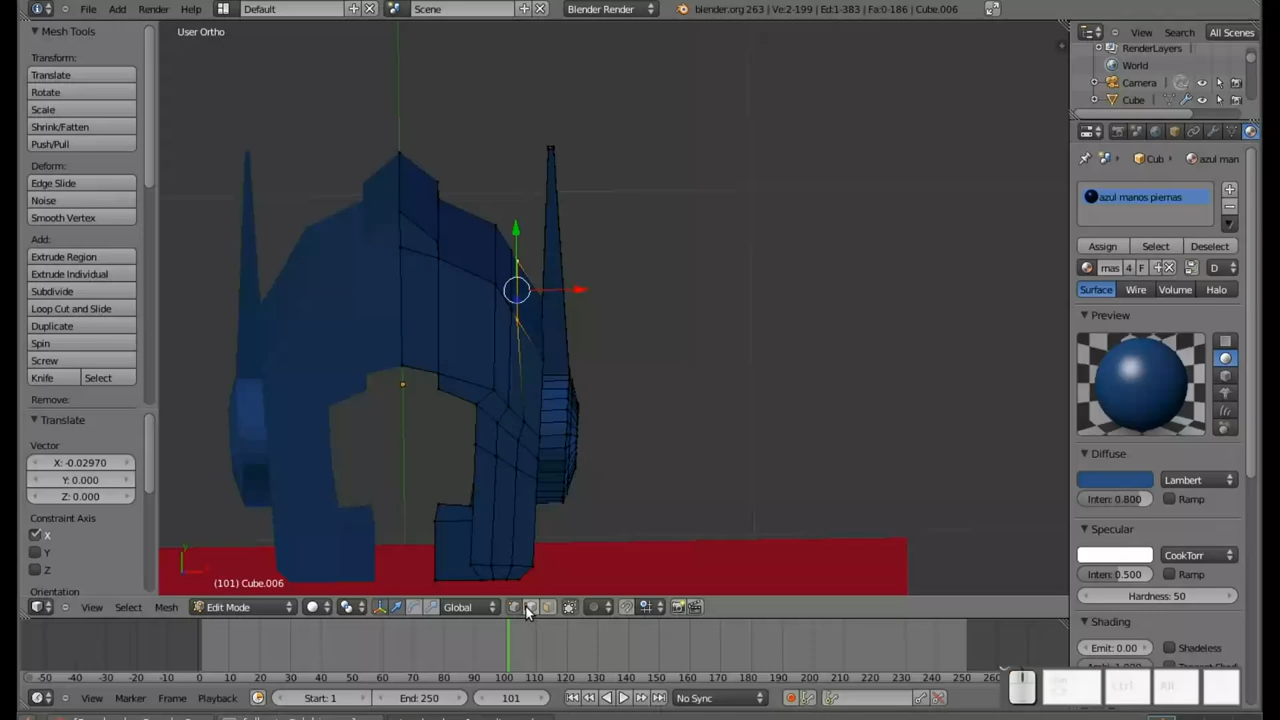 File Add Render Help Default Scene Blender Render blender.org 263 | Ve:2-199 | Ed:1-383 | Fa:0-186 | Cube.006
Mesh Tools
Transform:
Translate
Rotate
Scale
Shrink/Fatten
Push/Pull
Deform:
Edge Slide
Noise
Smooth Vertex
Add:
Extrude Region
Extrude Individual
Subdivide
Loop Cut and Slide
Duplicate
Spin
Screw
Knife Select
Remove:
Translate
Vector
X: -0.02970
Y: 0.000
Z: 0.000
Constraint Axis
X
Y
Z
Orientation
User Ortho
(101) Cube.006
View Select Mesh Edit Mode Global
-50 -40 -30 -20 -10 0 10 20 30 40 50 60 70 80 90 100 110 120 130 140 150 160 170 180 190 200 210 220 230 240 250
View Marker Frame Playback Start: 1 End: 250 101 No Sync
View Search All Scenes
RenderLayers
World
Camera
Cube
Cub azul man
azul manos piernas
Assign Select Deselect
mas 4 F D
Surface Wire Volume Halo
Preview
Diffuse
Lambert
Inten: 0.800 Ramp
Specular
CookTorr
Inten: 0.500 Ramp
Hardness: 50
Shading
Emit: 0.00 Shadeless
Ctrl